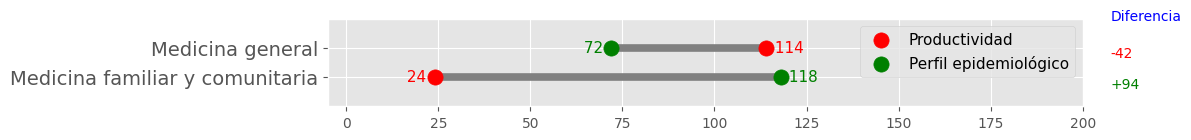 Diferencia
Medicina general 72 114 -42
Medicina familiar y comunitaria 24 118 +94
Productividad
Perfil epidemiológico
0 25 50 75 100 125 150 175 200